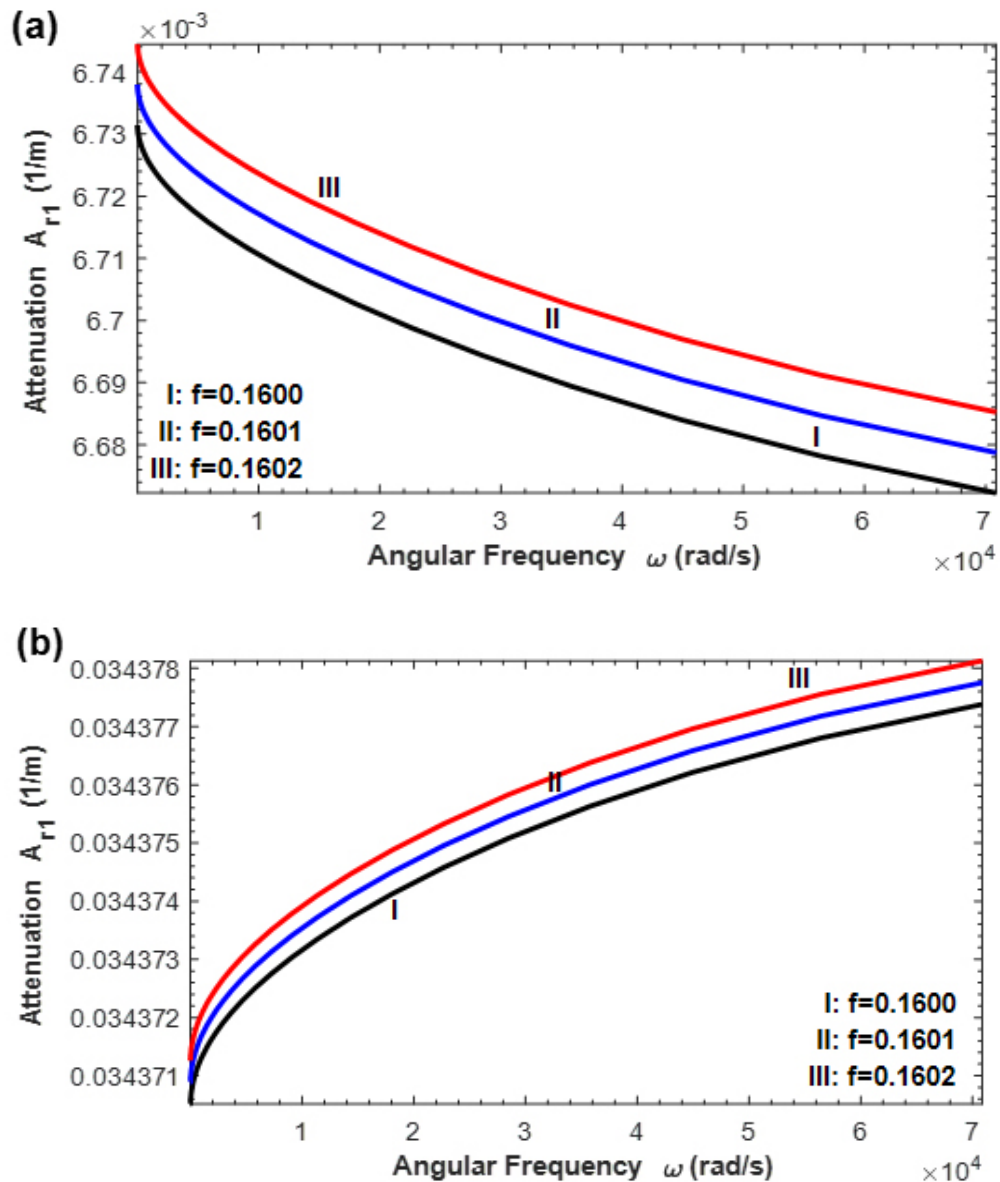 (a)
×10⁻³
6.74
6.73
6.72
6.71
6.7
6.69
6.68
Attenuation A_r1 (1/m)
III
II
I
I: f=0.1600
II: f=0.1601
III: f=0.1602
1 2 3 4 5 6 7
Angular Frequency ω (rad/s)
×10⁴
(b)
0.034378
0.034377
0.034376
0.034375
0.034374
0.034373
0.034372
0.034371
Attenuation A_r1 (1/m)
III
II
I
I: f=0.1600
II: f=0.1601
III: f=0.1602
1 2 3 4 5 6 7
Angular Frequency ω (rad/s)
×10⁴